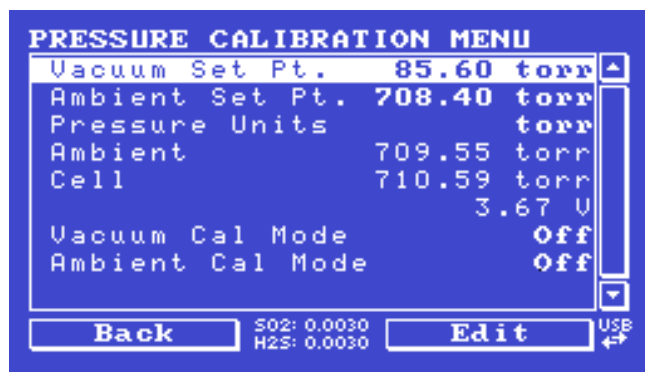 PRESSURE CALIBRATION MENU
Vacuum Set Pt. 85.60 torr
Ambient Set Pt. 708.40 torr
Pressure Units torr
Ambient 709.55 torr
Cell 710.59 torr
3.67 V
Vacuum Cal Mode Off
Ambient Cal Mode Off
Back SO2: 0.0030 Edit USB
H2S: 0.0030